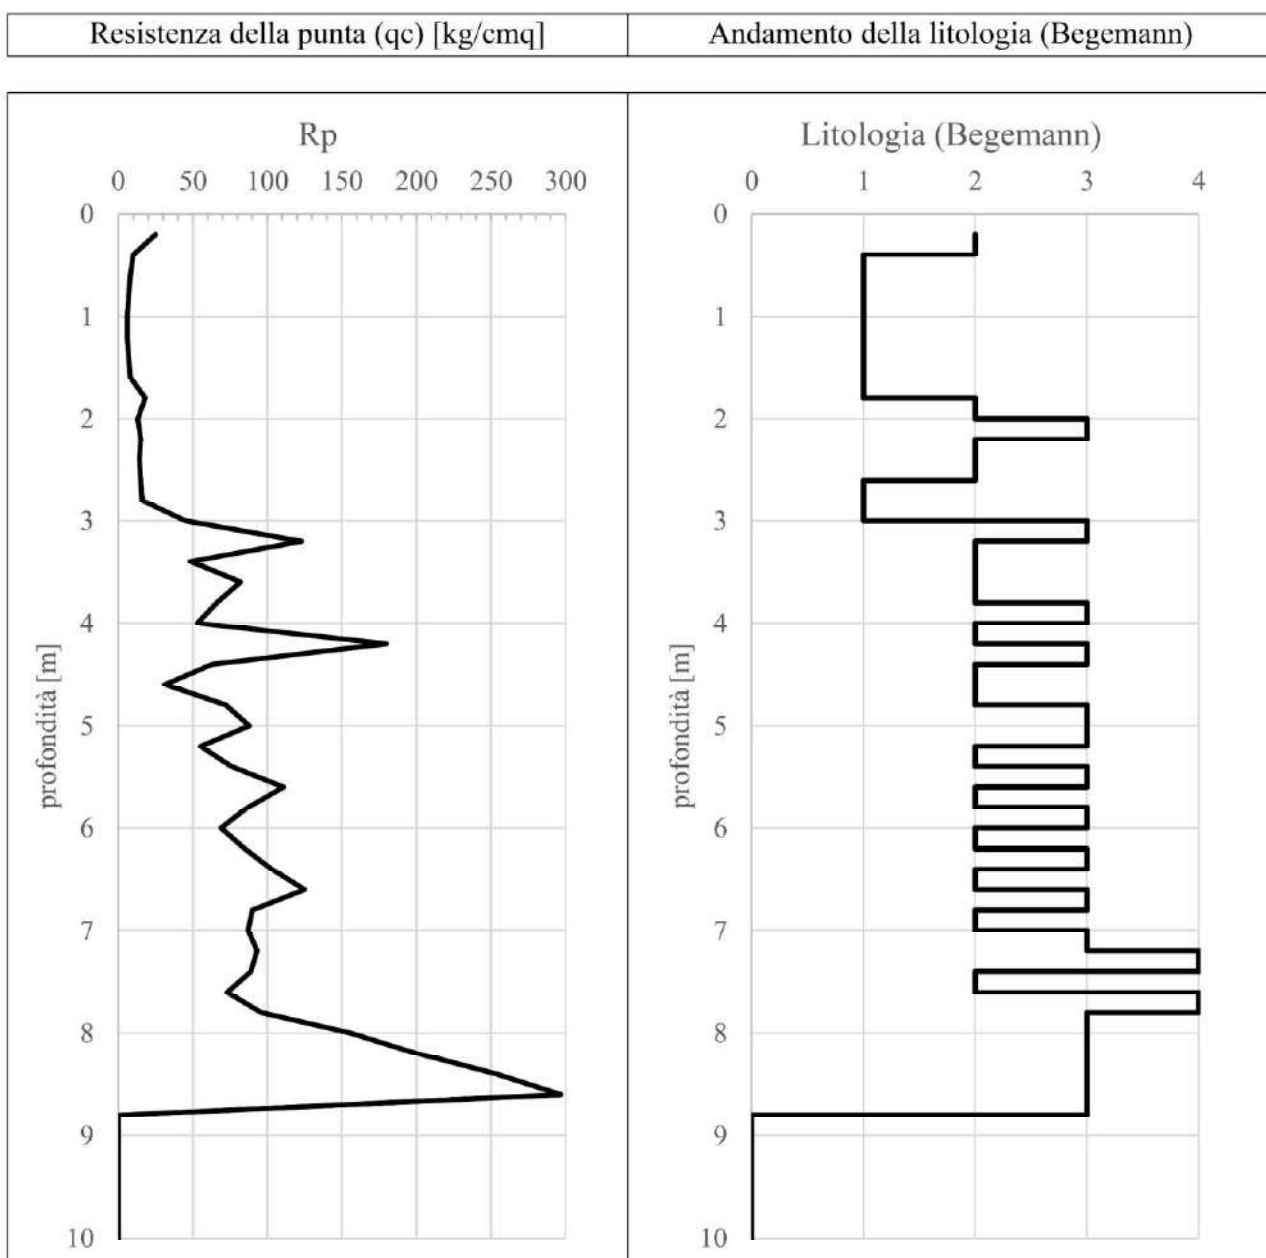 Resistenza della punta (qc) [kg/cmq]
Andamento della litologia (Begemann)
Rp
0 50 100 150 200 250 300
0
1
2
3
4
5
6
7
8
9
10
profondità [m]
Litologia (Begemann)
0 1 2 3 4
0
1
2
3
4
5
6
7
8
9
10
profondità [m]